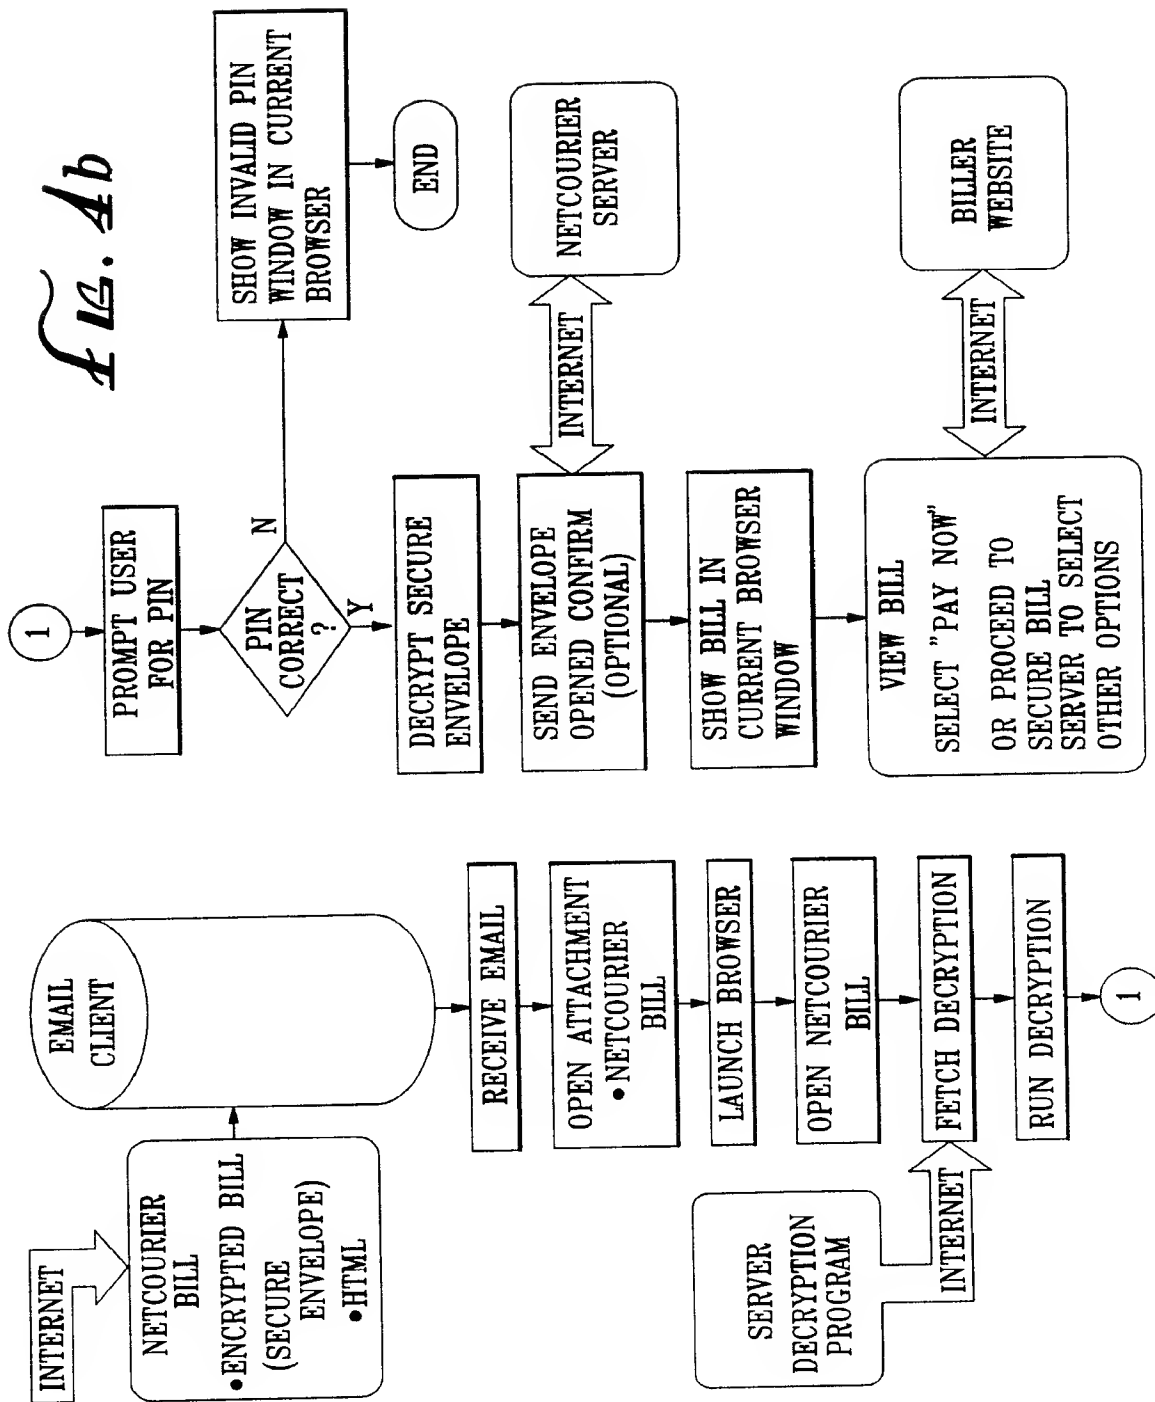 INTERNET
NETCOURIER
BILL
•ENCRYPTED BILL
(SECURE
ENVELOPE)
•HTML
EMAIL
CLIENT
RECEIVE EMAIL
OPEN ATTACHMENT
•NETCOURIER
BILL
LAUNCH BROWSER
OPEN NETCOURIER
BILL
SERVER
DECRYPTION
PROGRAM
INTERNET
FETCH DECRYPTION
RUN DECRYPTION
1
1
PROMPT USER
FOR PIN
PIN
CORRECT
?
N
Y
SHOW INVALID PIN
WINDOW IN CURRENT
BROWSER
END
DECRYPT SECURE
ENVELOPE
SEND ENVELOPE
OPENED CONFIRM
(OPTIONAL)
INTERNET
NETCOURIER
SERVER
SHOW BILL IN
CURRENT BROWSER
WINDOW
VIEW BILL
SELECT "PAY NOW"
OR PROCEED TO
SECURE BILL
SERVER TO SELECT
OTHER OPTIONS
INTERNET
BILLER
WEBSITE
FIG. 4b